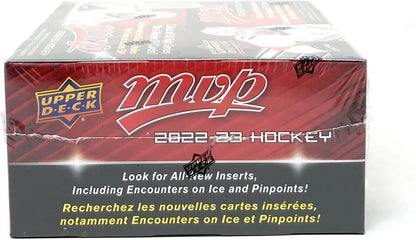 UPPER
D.E.C.K
mvp
2022-23 HOCKEY
Look for All-New Inserts,
Including Encounters on Ice and Pinpoints!
Recherchez les nouvelles cartes insérées,
notamment Encounters on Ice et Pinpoints!